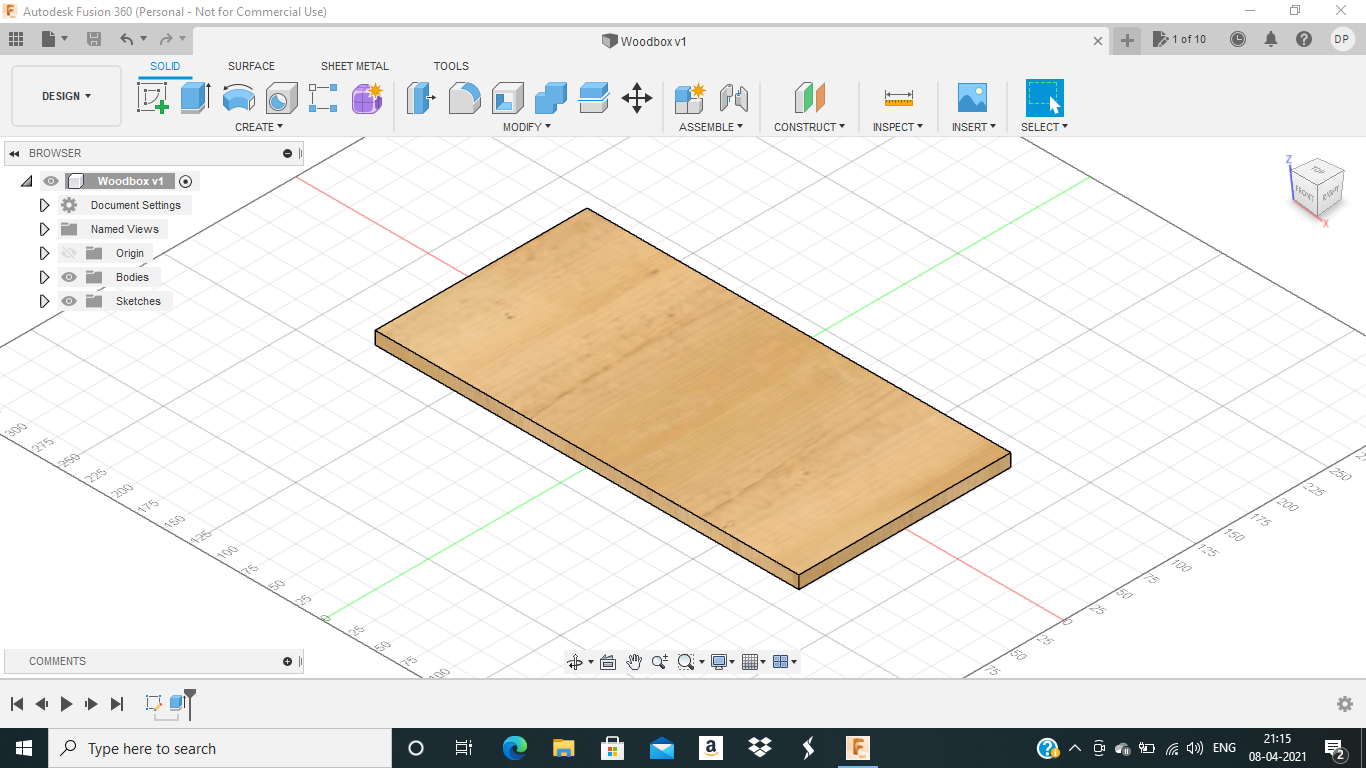 Autodesk Fusion 360 (Personal - Not for Commercial Use)
Woodbox v1
1 of 10
DP
DESIGN
SOLID SURFACE SHEET METAL TOOLS
CREATE MODIFY ASSEMBLE CONSTRUCT INSPECT INSERT SELECT
BROWSER
Woodbox v1
Document Settings
Named Views
Origin
Bodies
Sketches
Z
TOP
FRONT
RIGHT
X
300
275
250
225
200
175
150
125
100
75
50
25
0
25
50
75
100
250
225
200
175
150
125
100
75
50
25
0
25
50
75
COMMENTS
Type here to search
a
ENG
21:15
08-04-2021
2